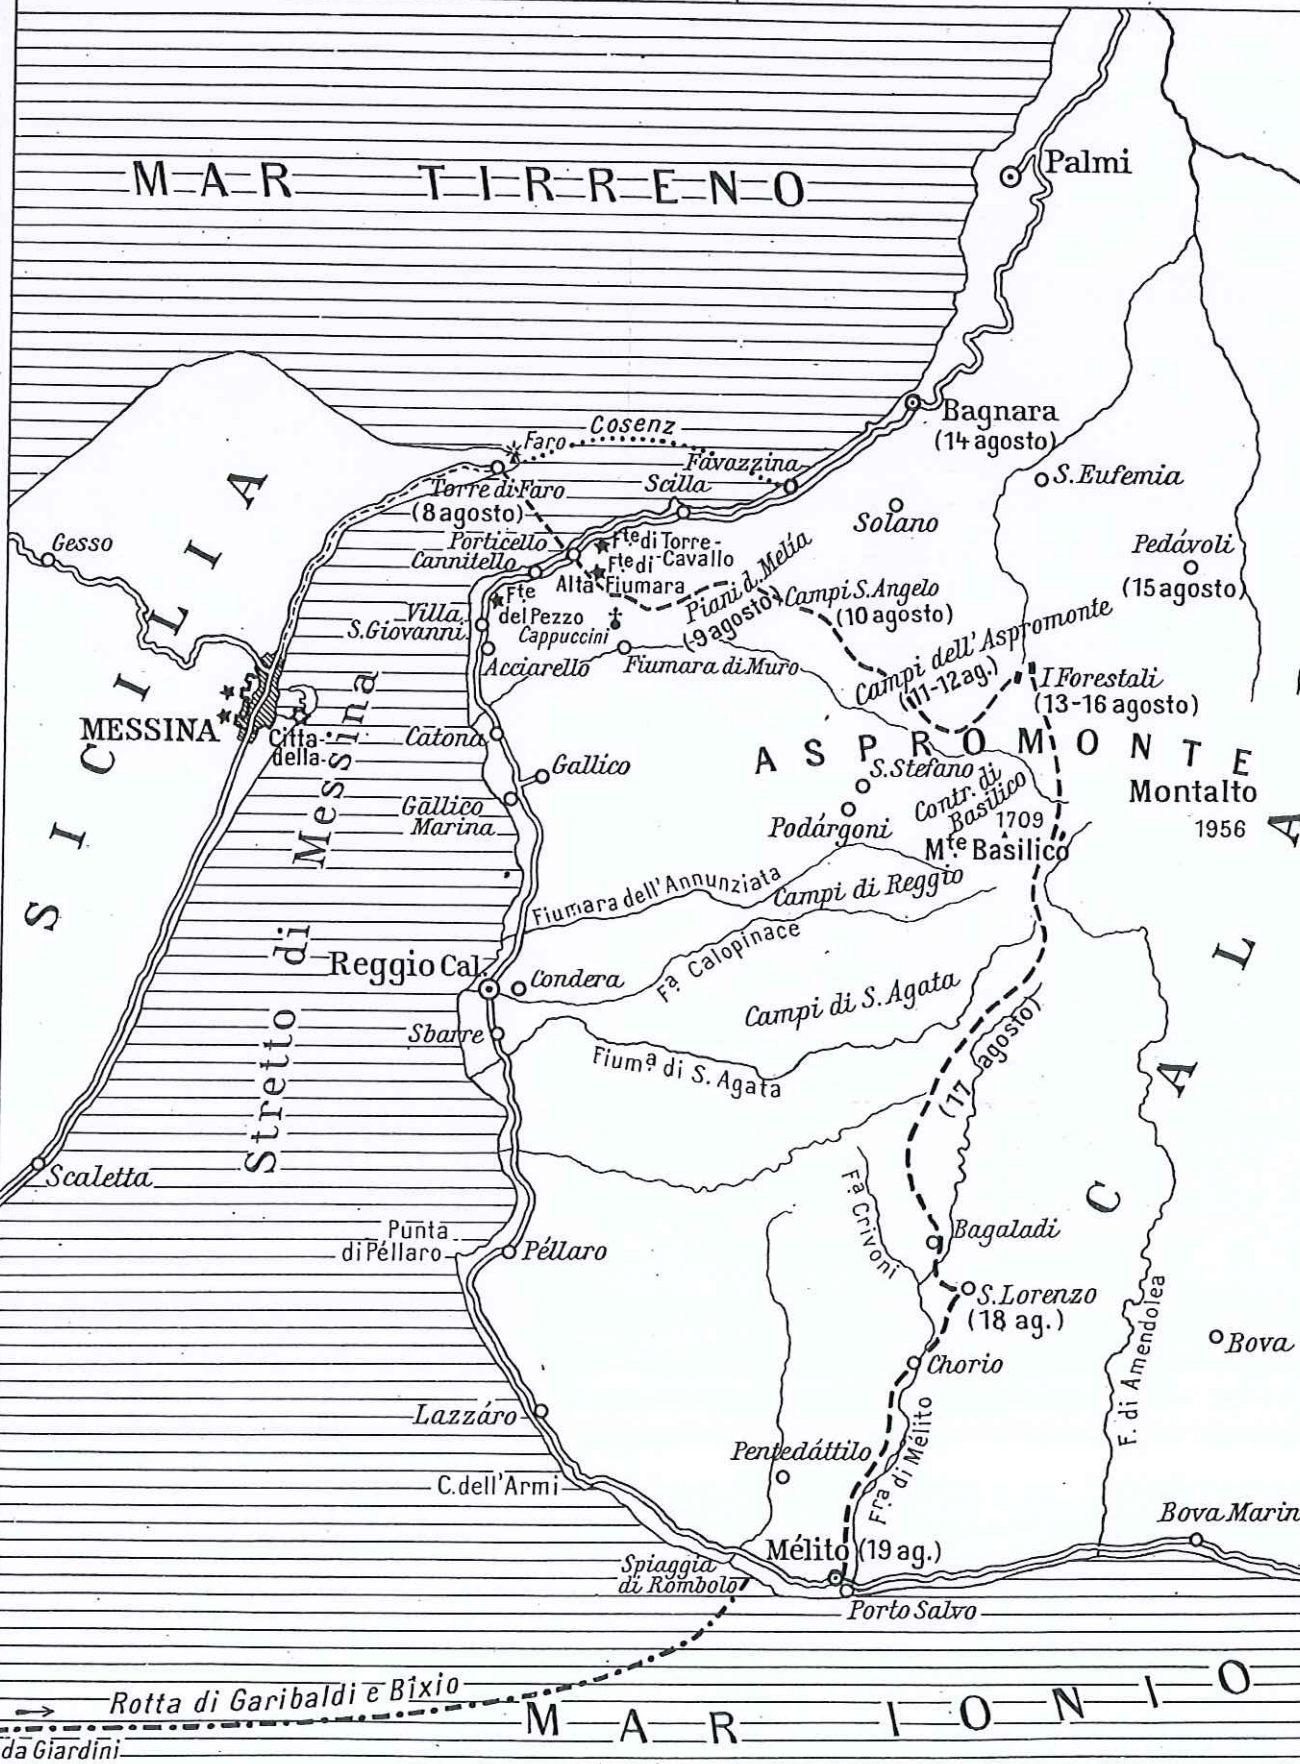 MAR TIRRENO
Palmi
Bagnara
(14 agosto)
Cosenz
Faro
Favazzina
Scilla
S. Eufemia
Torre di Faro
(8 agosto)
Solano
Gesso
Porticello
Cannitello
Fte di Torre-
Cavallo
Fte di
Alta Fiumara
Piani d. Melía
(9 agosto)
Pedávoli
(15 agosto)
Fte
del Pezzo
Campi S. Angelo
(10 agosto)
Villa
S. Giovanni
Cappuccini
Acciarello
Fiumara di Muro
Campi dell'Aspromonte
(11-12 ag.)
I Forestali
(13-16 agosto)
SICILIA
MESSINA
Citta-
della
Stretto di Messina
Catona
ASPROMONTE
Gallico
S. Stefano
Contr. di
Basilico
Montalto
1956
Gallico
Marina
Podárgoni
1709
Mte Basilico
Fiumara dell'Annunziata
Campi di Reggio
Reggio Cal.
Condera
Fa. Calopinace
Campi di S. Agata
Sbarre
Fiuma. di S. Agata
(17 agosto)
CALA
Scaletta
Punta
di Péllaro
Péllaro
Fa. Crivoni
Bagaladi
S. Lorenzo
(18 ag.)
F. di Amendolea
Bova
Chorio
Lazzáro
Pentedáttilo
Fra di Mélito
C. dell'Armi
Bova Marin
Mélito (19 ag.)
Spiaggia
di Rombolo
Porto Salvo
Rotta di Garibaldi e Bixio
da Giardini
MAR IONIO